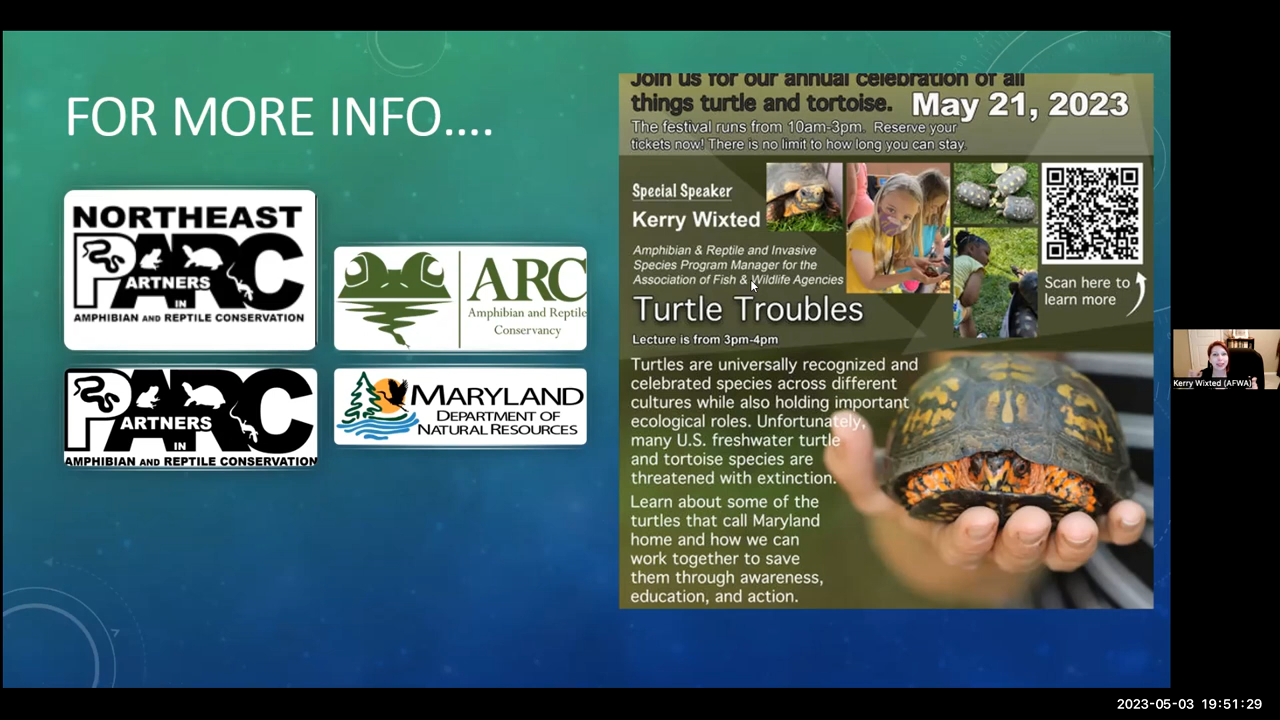 FOR MORE INFO....
NORTHEAST
PARC
PARTNERS
IN
AMPHIBIAN AND REPTILE CONSERVATION
ARC
Amphibian and Reptile
Conservancy
PARC
PARTNERS
IN
AMPHIBIAN AND REPTILE CONSERVATION
MARYLAND
DEPARTMENT OF
NATURAL RESOURCES
Join us for our annual celebration of all
things turtle and tortoise. May 21, 2023
The festival runs from 10am-3pm. Reserve your
tickets now! There is no limit to how long you can stay.
Special Speaker
Kerry Wixted
Amphibian & Reptile and Invasive
Species Program Manager for the
Association of Fish & Wildlife Agencies
Scan here to
learn more
Turtle Troubles
Lecture is from 3pm-4pm
Turtles are universally recognized and
celebrated species across different
cultures while also holding important
ecological roles. Unfortunately,
many U.S. freshwater turtle
and tortoise species are
threatened with extinction.
Learn about some of the
turtles that call Maryland
home and how we can
work together to save
them through awareness,
education, and action.
Kerry Wixted (AFWA)
2023-05-03 19:51:29